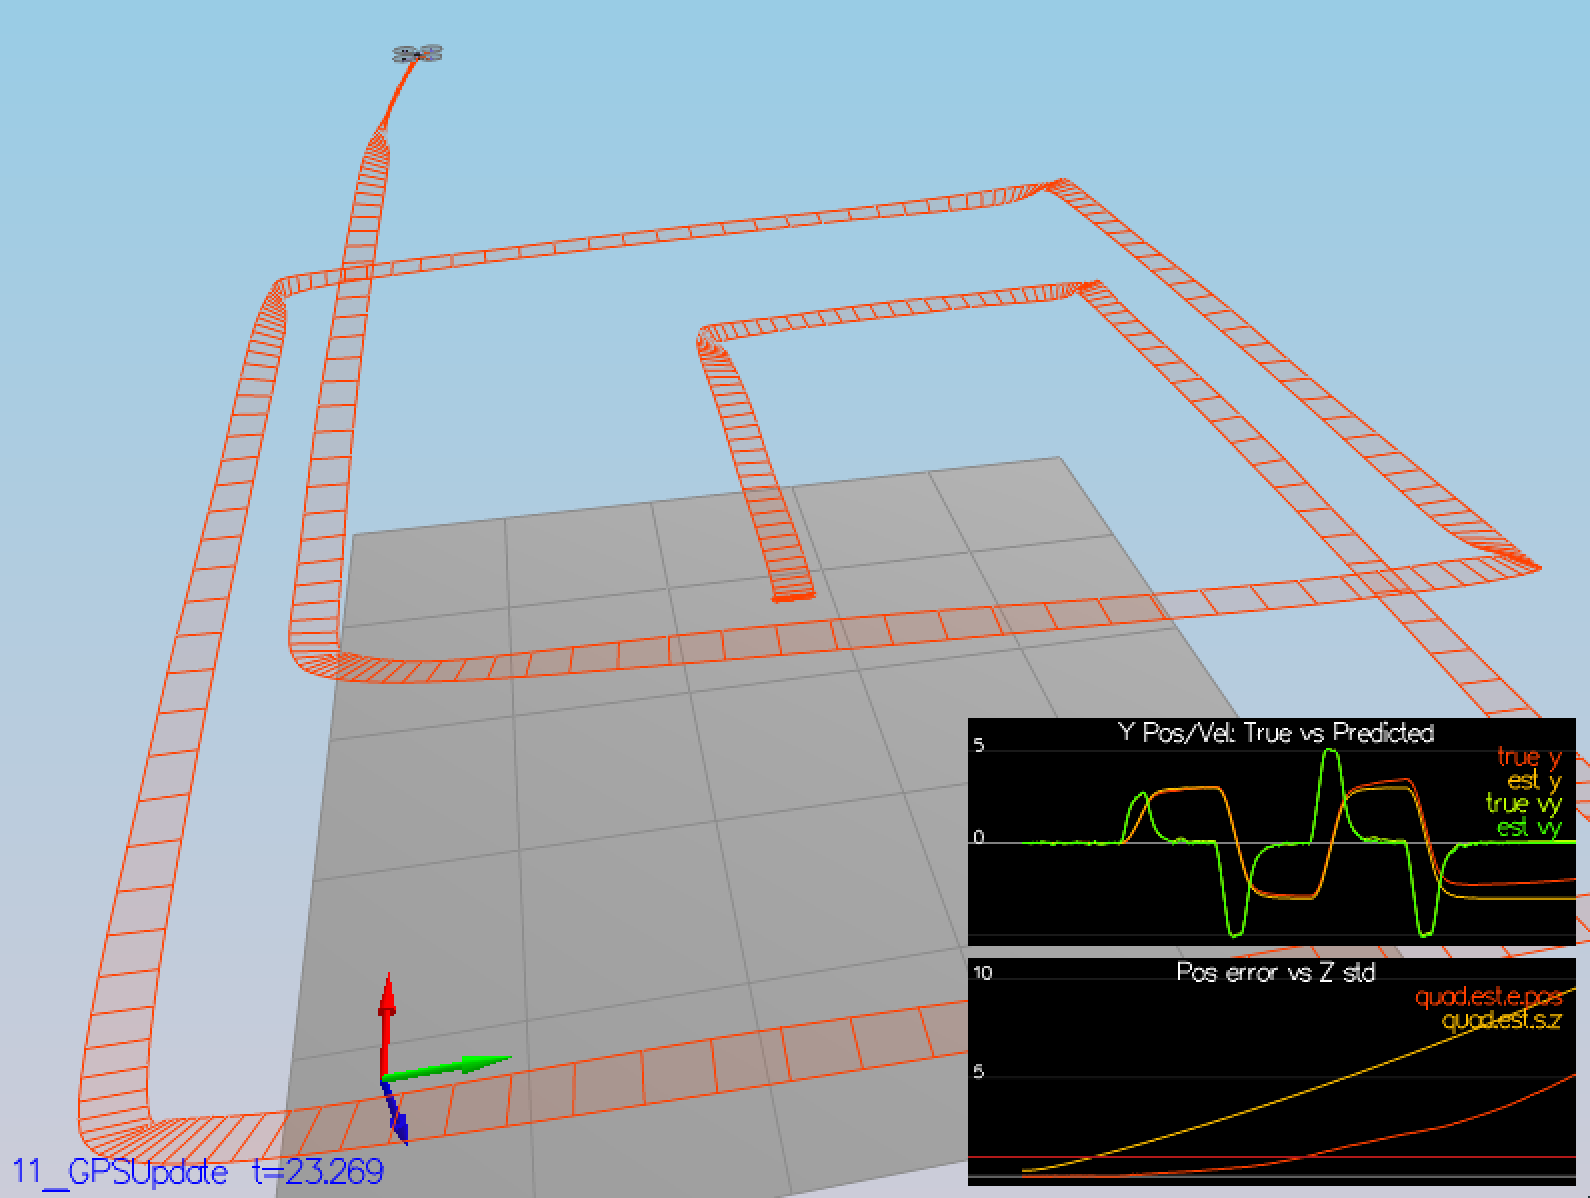 Y Pos/Vel: True vs Predicted
5
true y
est y
true vy
0
est vy
Pos error vs Z std
10
quad.est.e.pos
quad.est.s.z
5
11_GPSUpdate t=23.269